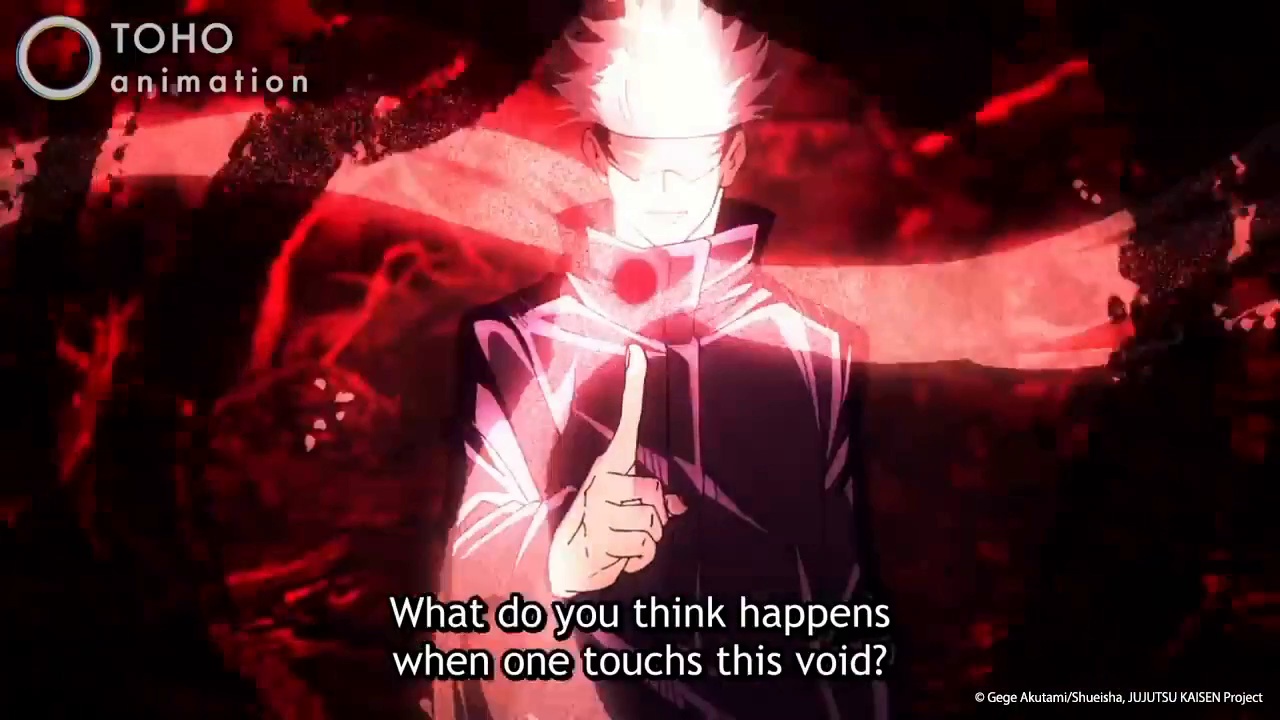 TOHO
animation
What do you think happens
when one touchs this void?
© Gege Akutami/Shueisha, JUJUTSU KAISEN Project